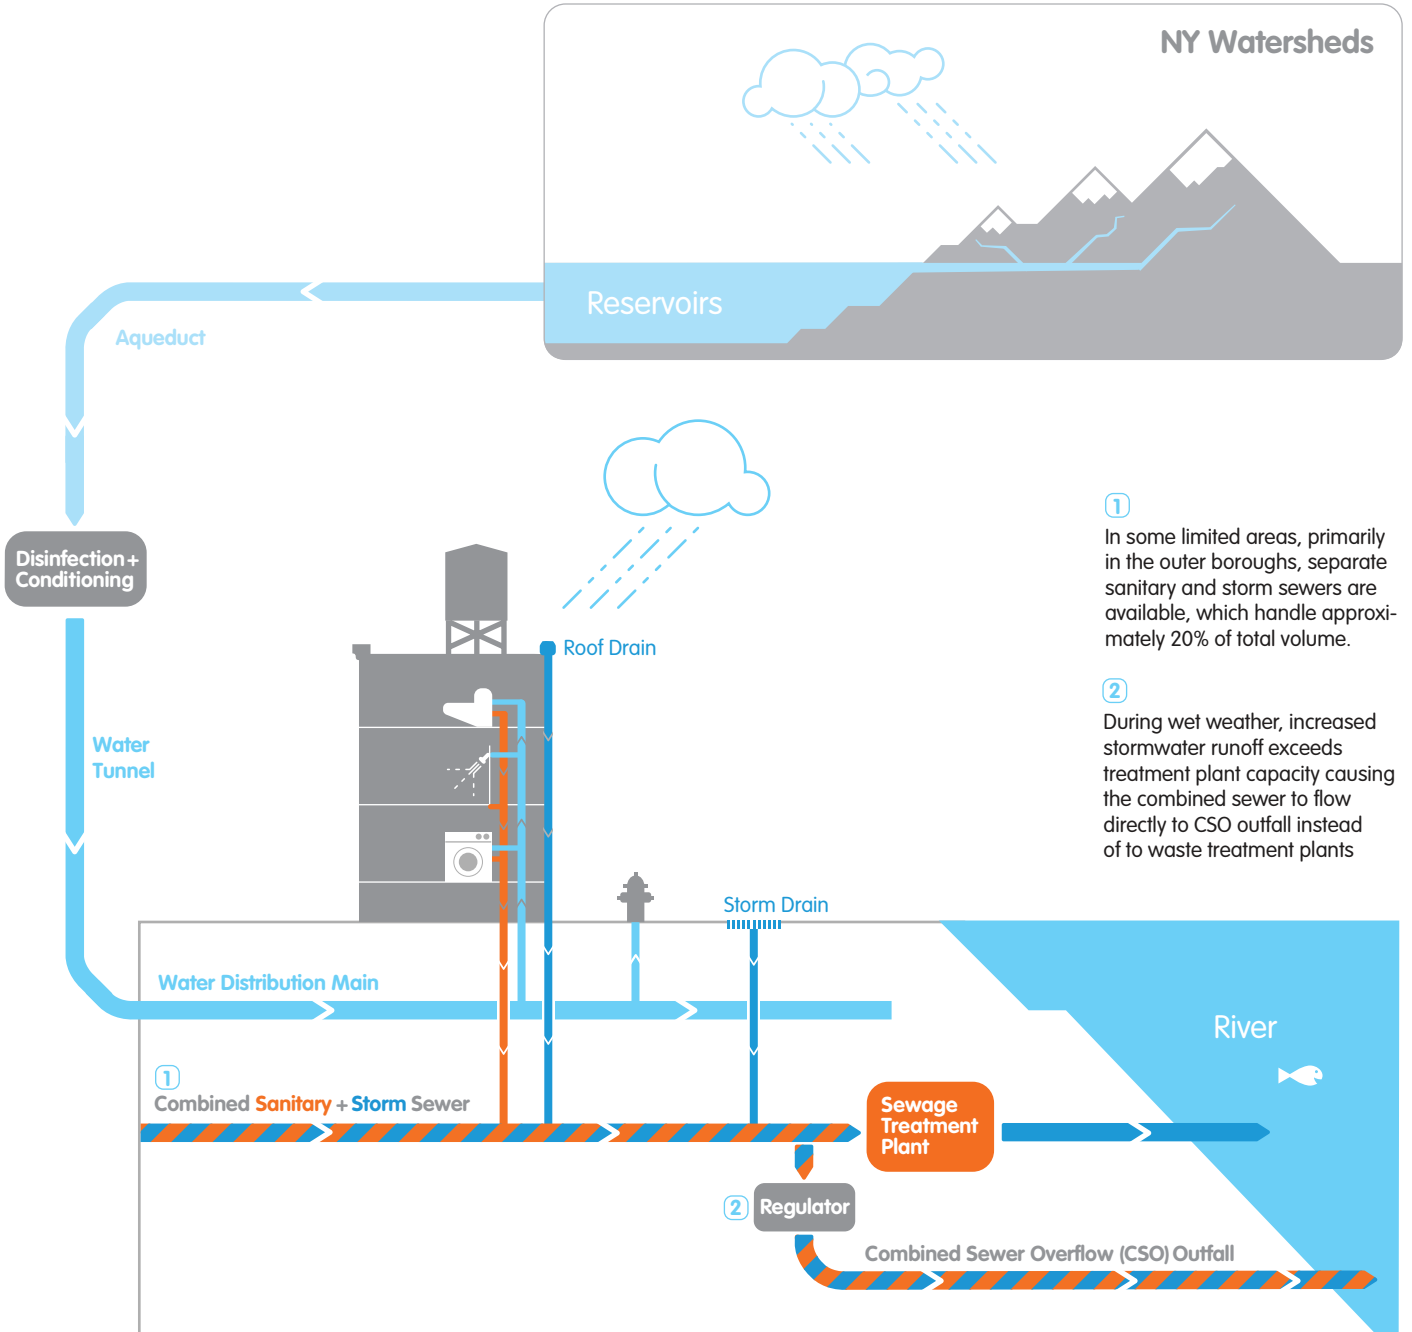 NY Watersheds
Reservoirs
Aqueduct
Disinfection +
Conditioning
1
In some limited areas, primarily
in the outer boroughs, separate
sanitary and storm sewers are
available, which handle approxi-
mately 20% of total volume.
Roof Drain
2
During wet weather, increased
stormwater runoff exceeds
treatment plant capacity causing
the combined sewer to flow
directly to CSO outfall instead
of to waste treatment plants
Water
Tunnel
Storm Drain
Water Distribution Main
River
1
Combined Sanitary + Storm Sewer
Sewage
Treatment
Plant
2
Regulator
Combined Sewer Overflow (CSO) Outfall